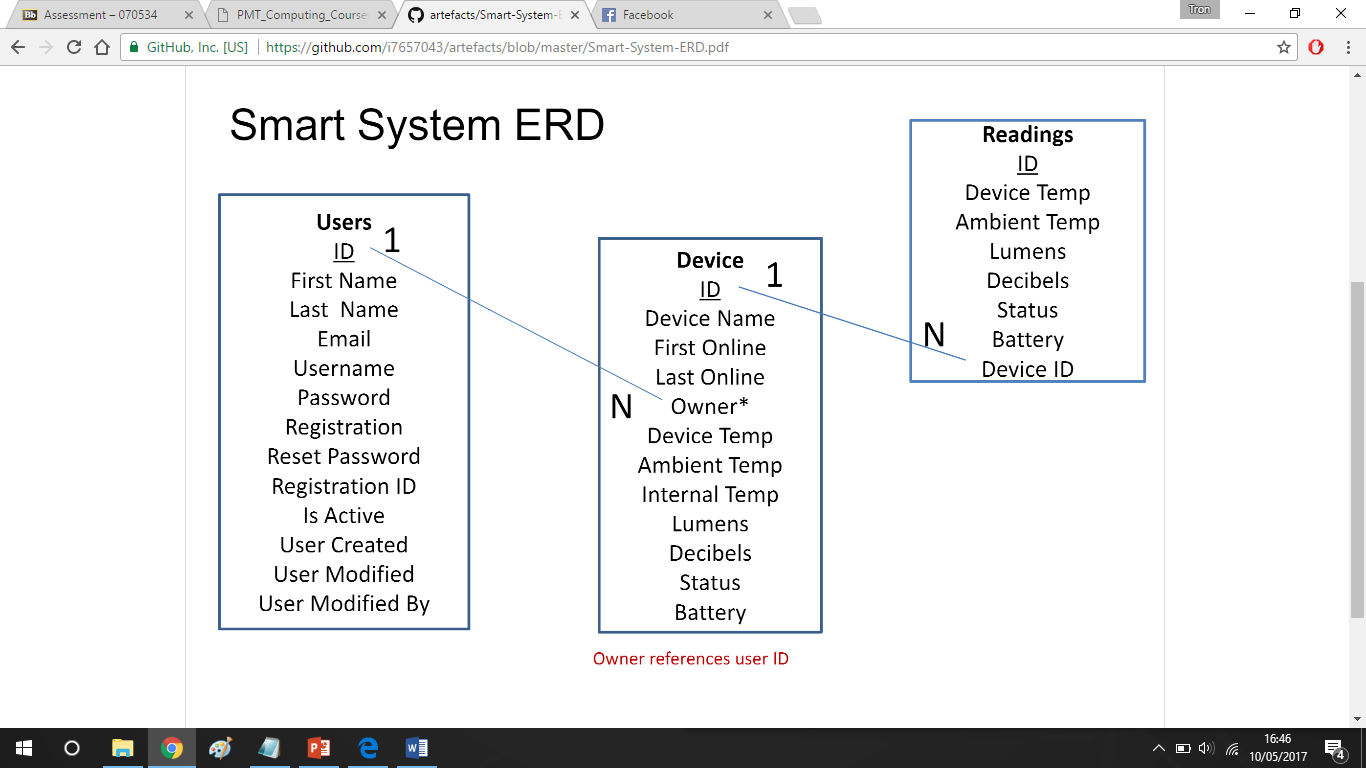 Assessment – 070534
PMT_Computing_Course
artefacts/Smart-System-E
Facebook
Tron
GitHub, Inc. [US]
https://github.com/i7657043/artefacts/blob/master/Smart-System-ERD.pdf
Smart System ERD
Users
ID
1
First Name
Last Name
Email
Username
Password
Registration
Reset Password
Registration ID
Is Active
User Created
User Modified
User Modified By
Device
ID
1
Device Name
First Online
Last Online
N
Owner*
Device Temp
Ambient Temp
Internal Temp
Lumens
Decibels
Status
Battery
Owner references user ID
Readings
ID
Device Temp
Ambient Temp
Lumens
Decibels
Status
N
Battery
Device ID
16:46
10/05/2017
4